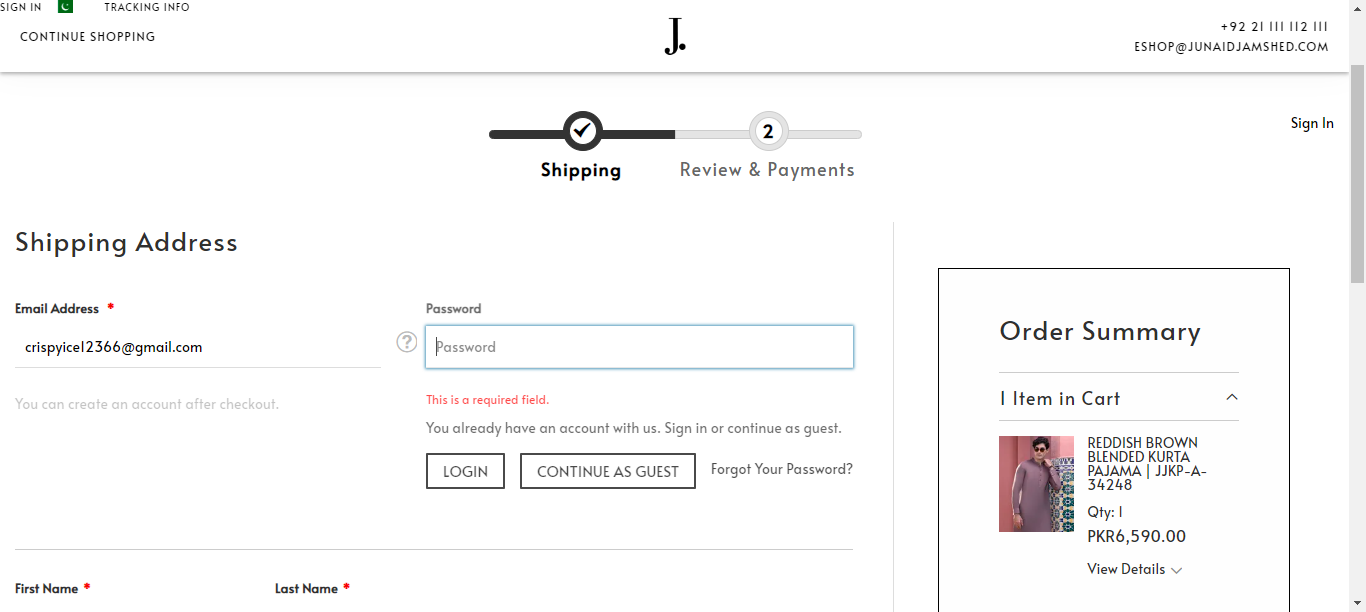 SIGN IN
TRACKING INFO
CONTINUE SHOPPING
J.
+92 21 111 112 111
ESHOP@JUNAIDJAMSHED.COM
Sign In
2
Shipping
Review & Payments
Shipping Address
Email Address *
crispyice12366@gmail.com
You can create an account after checkout.
?
Password
Password
This is a required field.
You already have an account with us. Sign in or continue as guest.
LOGIN
CONTINUE AS GUEST
Forgot Your Password?
First Name *
Last Name *
Order Summary
1 Item in Cart
REDDISH BROWN
BLENDED KURTA
PAJAMA | JJKP-A-
34248
Qty: 1
PKR6,590.00
View Details